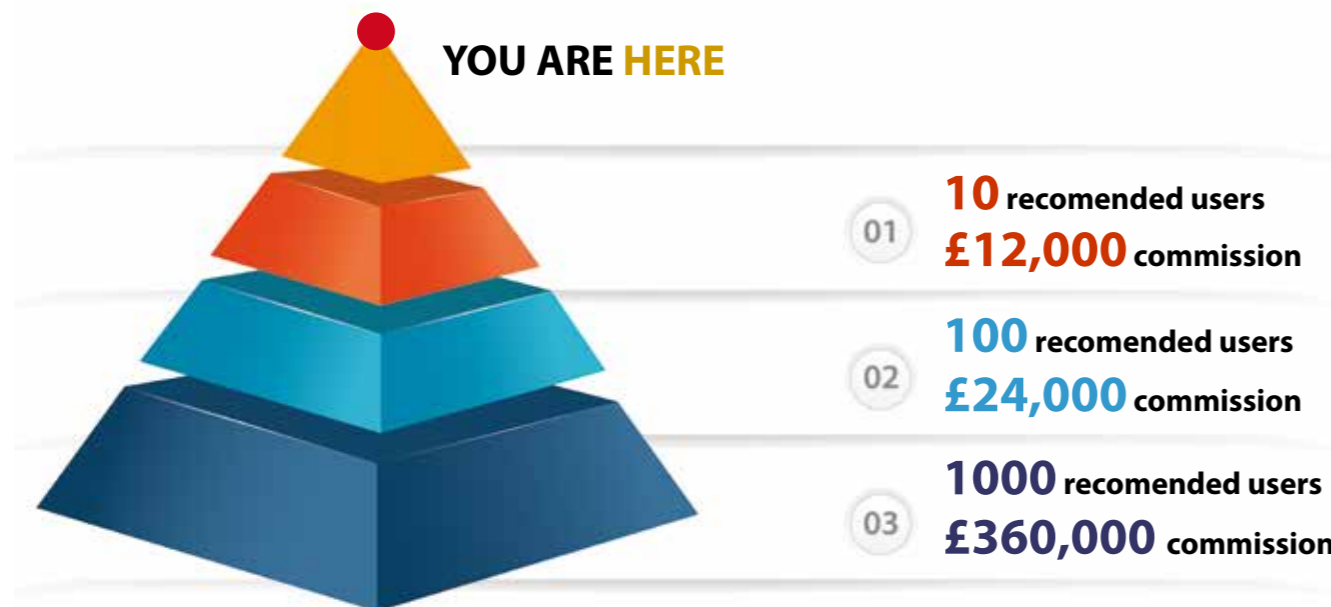 YOU ARE HERE
01
10 recomended users
£12,000 commission
02
100 recomended users
£24,000 commission
03
1000 recomended users
£360,000 commission